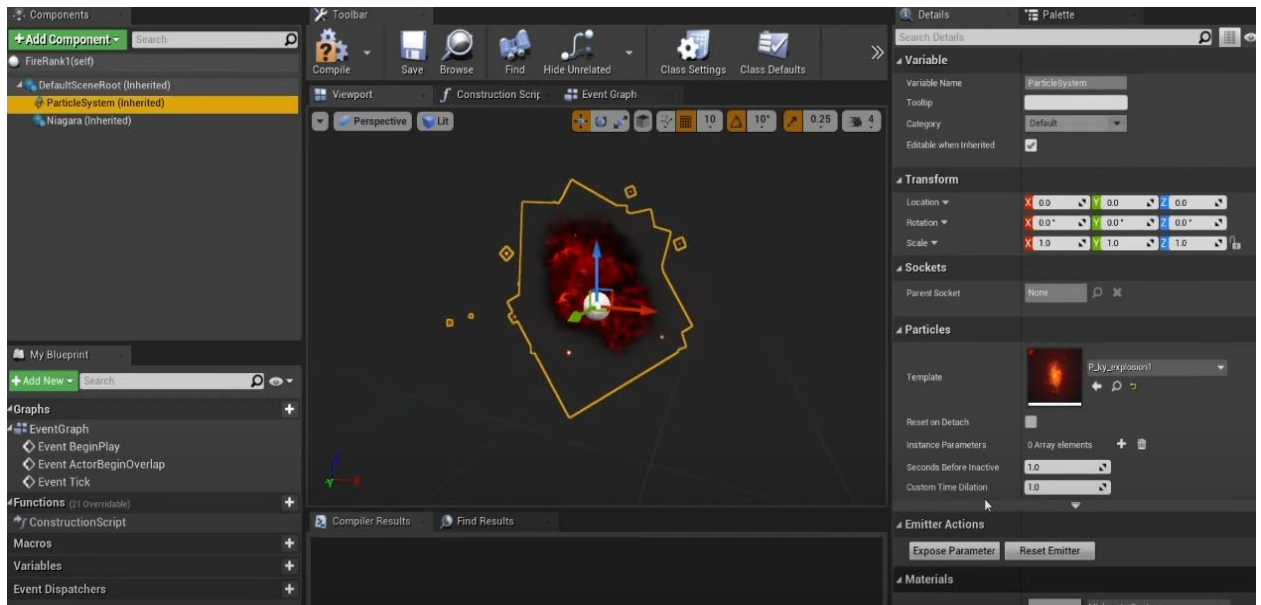 Components
+Add Component
Search
FireRank1(self)
DefaultSceneRoot (Inherited)
ParticleSystem (Inherited)
Niagara (Inherited)
My Blueprint
+Add New
Search
Graphs
EventGraph
Event BeginPlay
Event ActorBeginOverlap
Event Tick
Functions (21 Overridable)
ConstructionScript
Macros
Variables
Event Dispatchers
Toolbar
Compile
Save
Browse
Find
Hide Unrelated
Class Settings
Class Defaults
Viewport
Construction Scrip
Event Graph
Perspective
Lit
10
10°
0.25
4
X
Y
Compiler Results
Find Results
Details
Palette
Search Details
Variable
Variable Name ParticleSystem
Tooltip
Category Default
Editable when Inherited
Transform
Location X 0.0 Y 0.0 Z 0.0
Rotation X 0.0° Y 0.0° Z 0.0°
Scale X 1.0 Y 1.0 Z 1.0
Sockets
Parent Socket None
Particles
Template P_ky_explosion1
Reset on Detach
Instance Parameters 0 Array elements
Seconds Before Inactive 1.0
Custom Time Dilation 1.0
Emitter Actions
Expose Parameter Reset Emitter
Materials